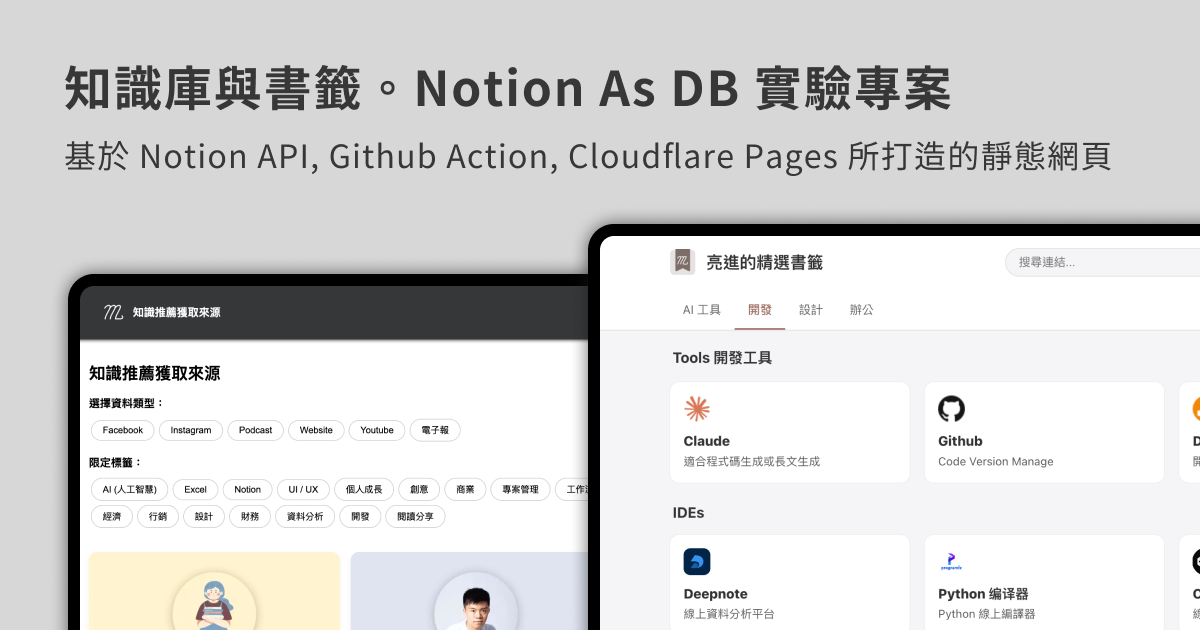 知識庫與書籤。Notion As DB 實驗專案
基於 Notion API, Github Action, Cloudflare Pages 所打造的靜態網頁
知識推薦獲取來源
知識推薦獲取來源
選擇資料類型：
Facebook Instagram Podcast Website Youtube 電子報
限定標籤：
AI (人工智慧) Excel Notion UI / UX 個人成長 創意 商業 專案管理 工作
經濟 行銷 設計 財務 資料分析 開發 閱讀分享
亮進的精選書籤
搜尋連結...
AI 工具 開發 設計 辦公
Tools 開發工具
Claude
適合程式碼生成或長文生成
Github
Code Version Manage
IDEs
Deepnote
線上資料分析平台
Python 编译器
Python 線上編譯器